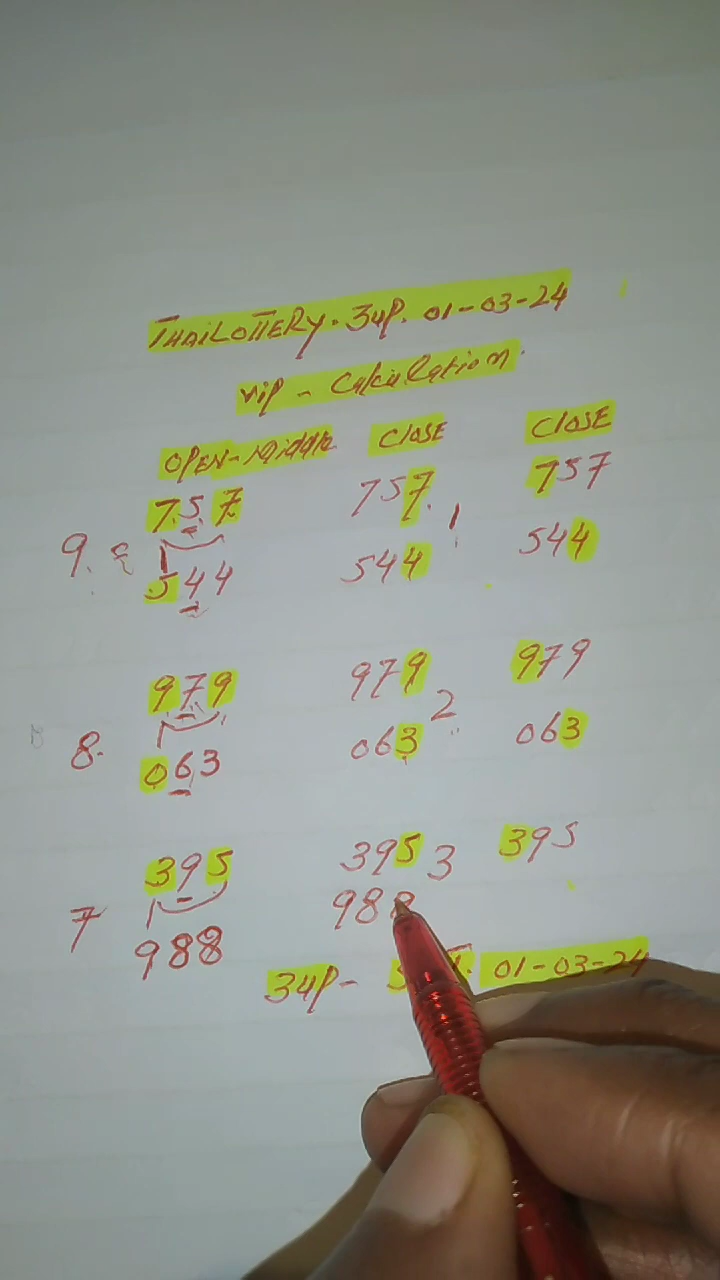 THAILOTTERY. 3UP. 01-03-24
VIP - Calculation.
OPEN-Middle CLOSE CLOSE
757 757 757
9. 1
544 544 544
979 979 979
8. 2
063 063 063
395 395 3 395
7
988 988
3UP- 01-03-24